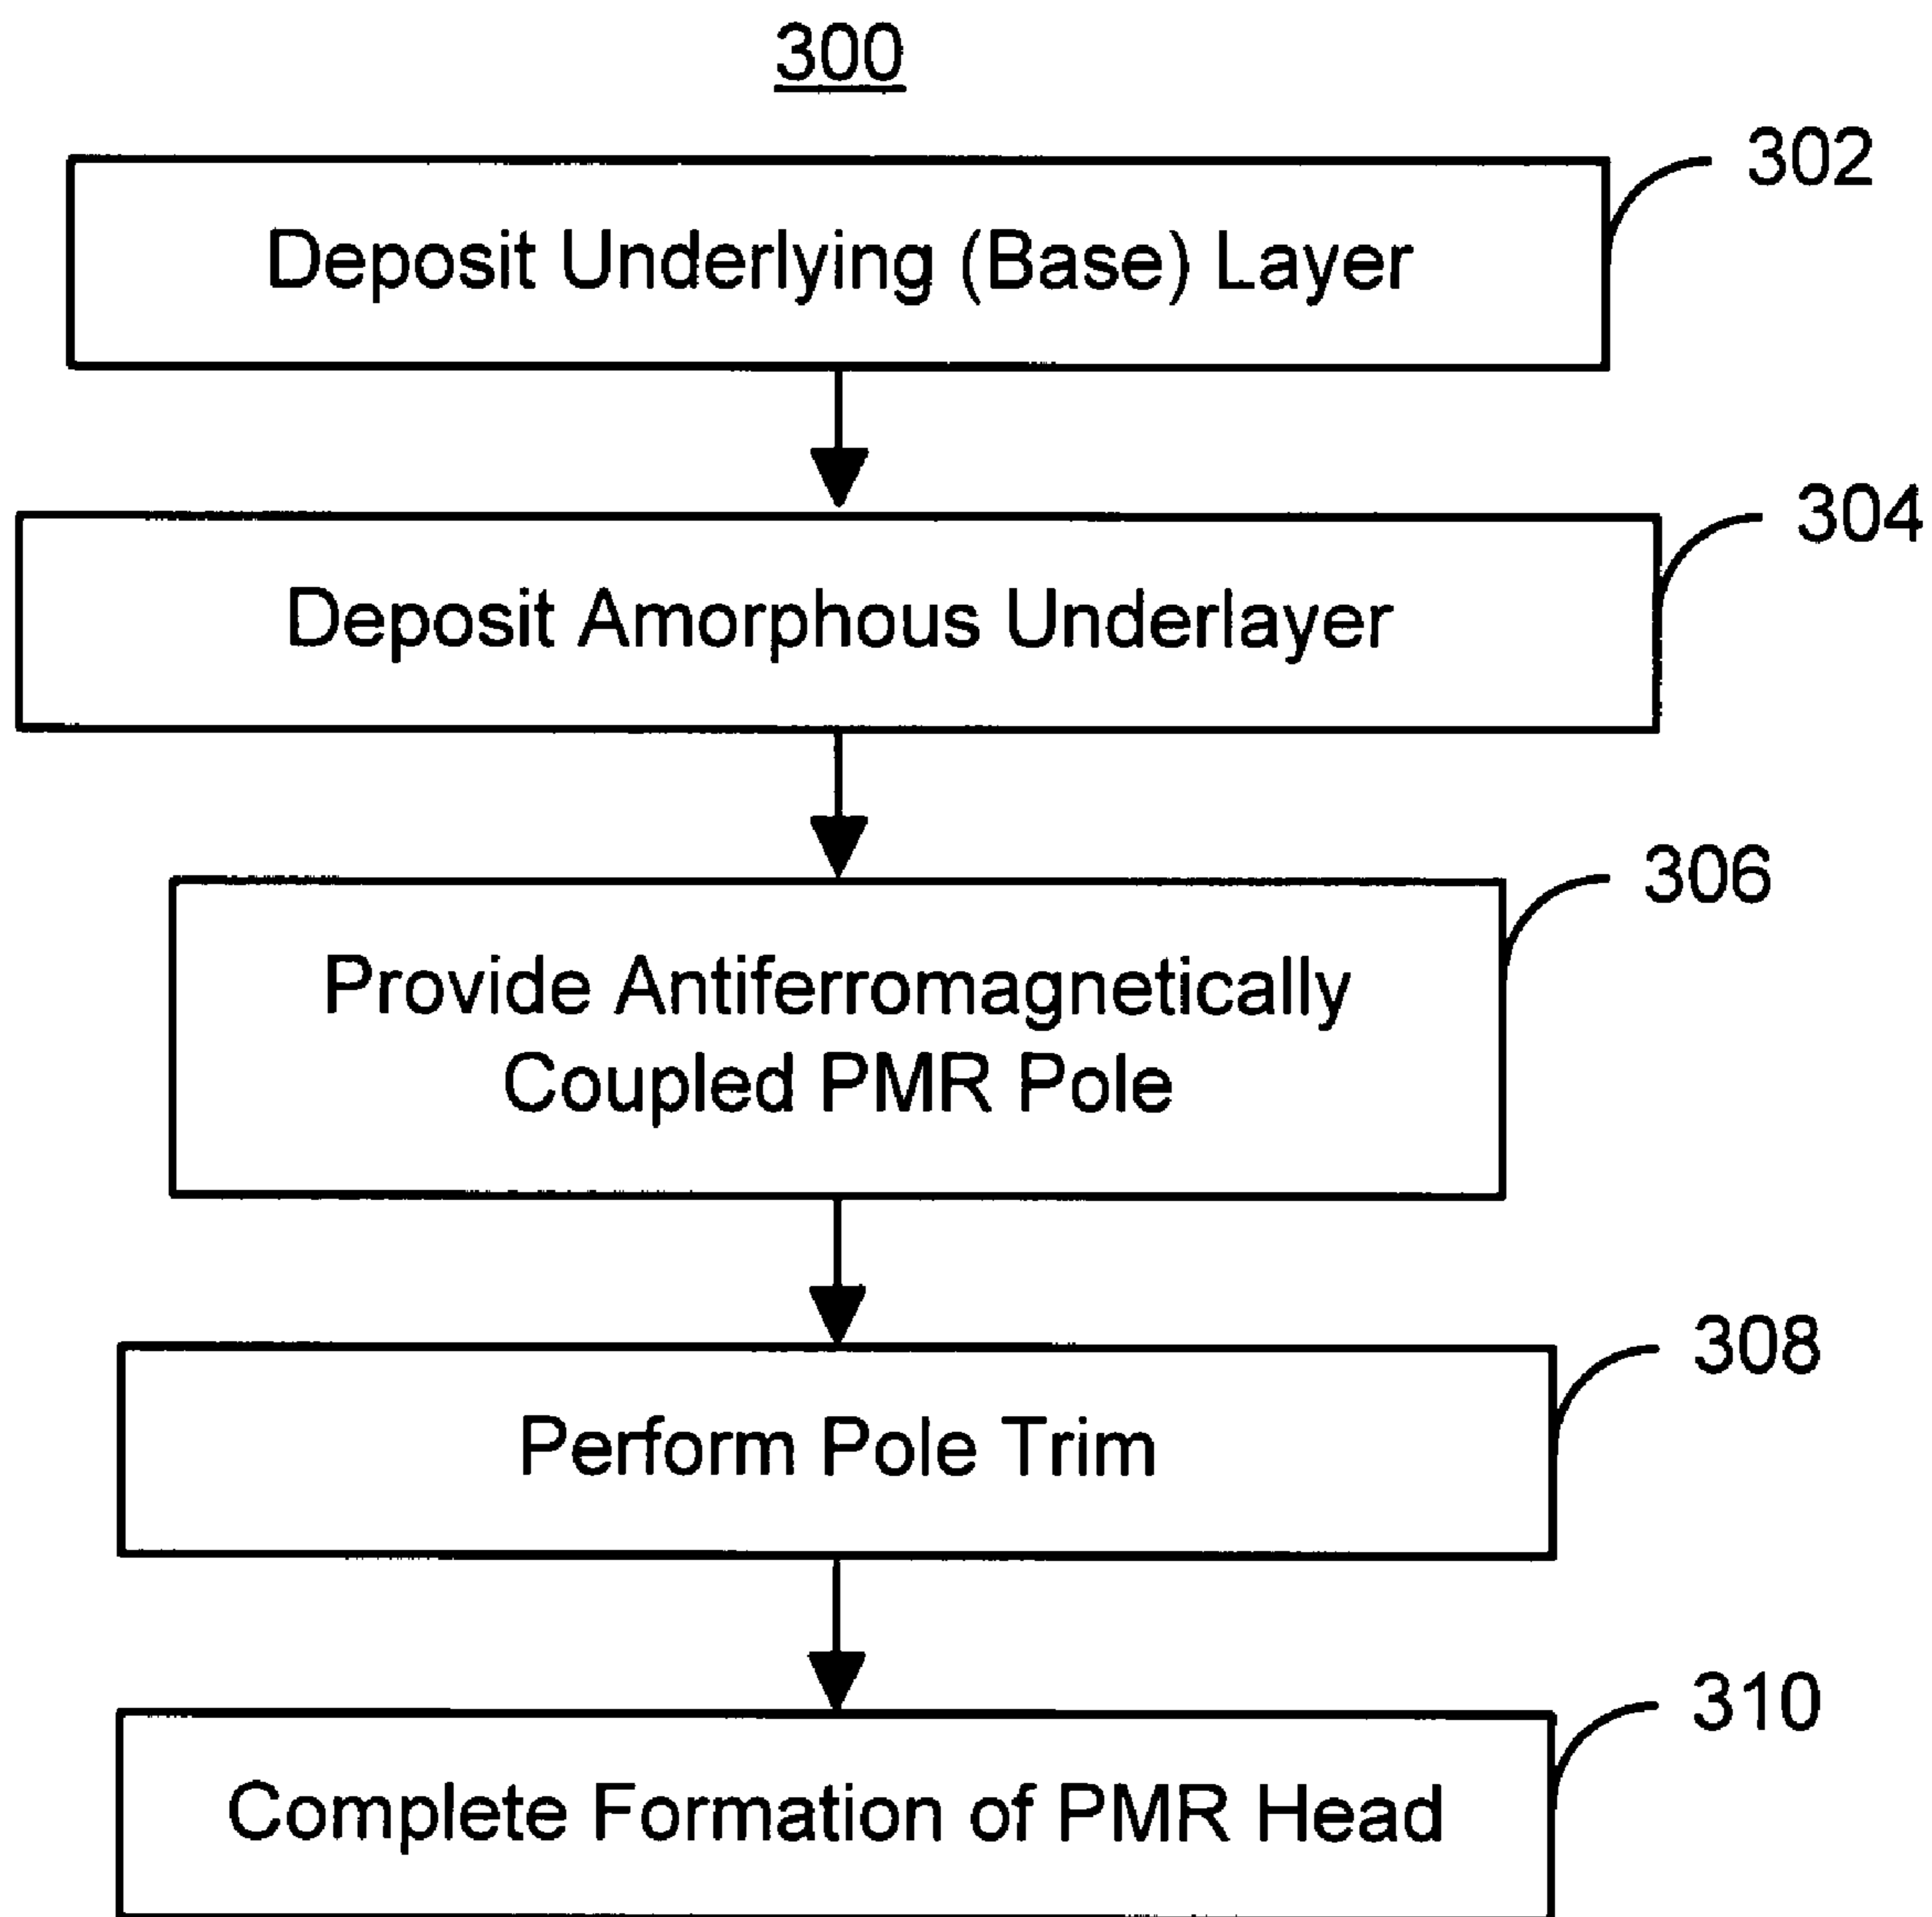 300
302
Deposit Underlying (Base) Layer
304
Deposit Amorphous Underlayer
306
Provide Antiferromagnetically
Coupled PMR Pole
308
Perform Pole Trim
310
Complete Formation of PMR Head